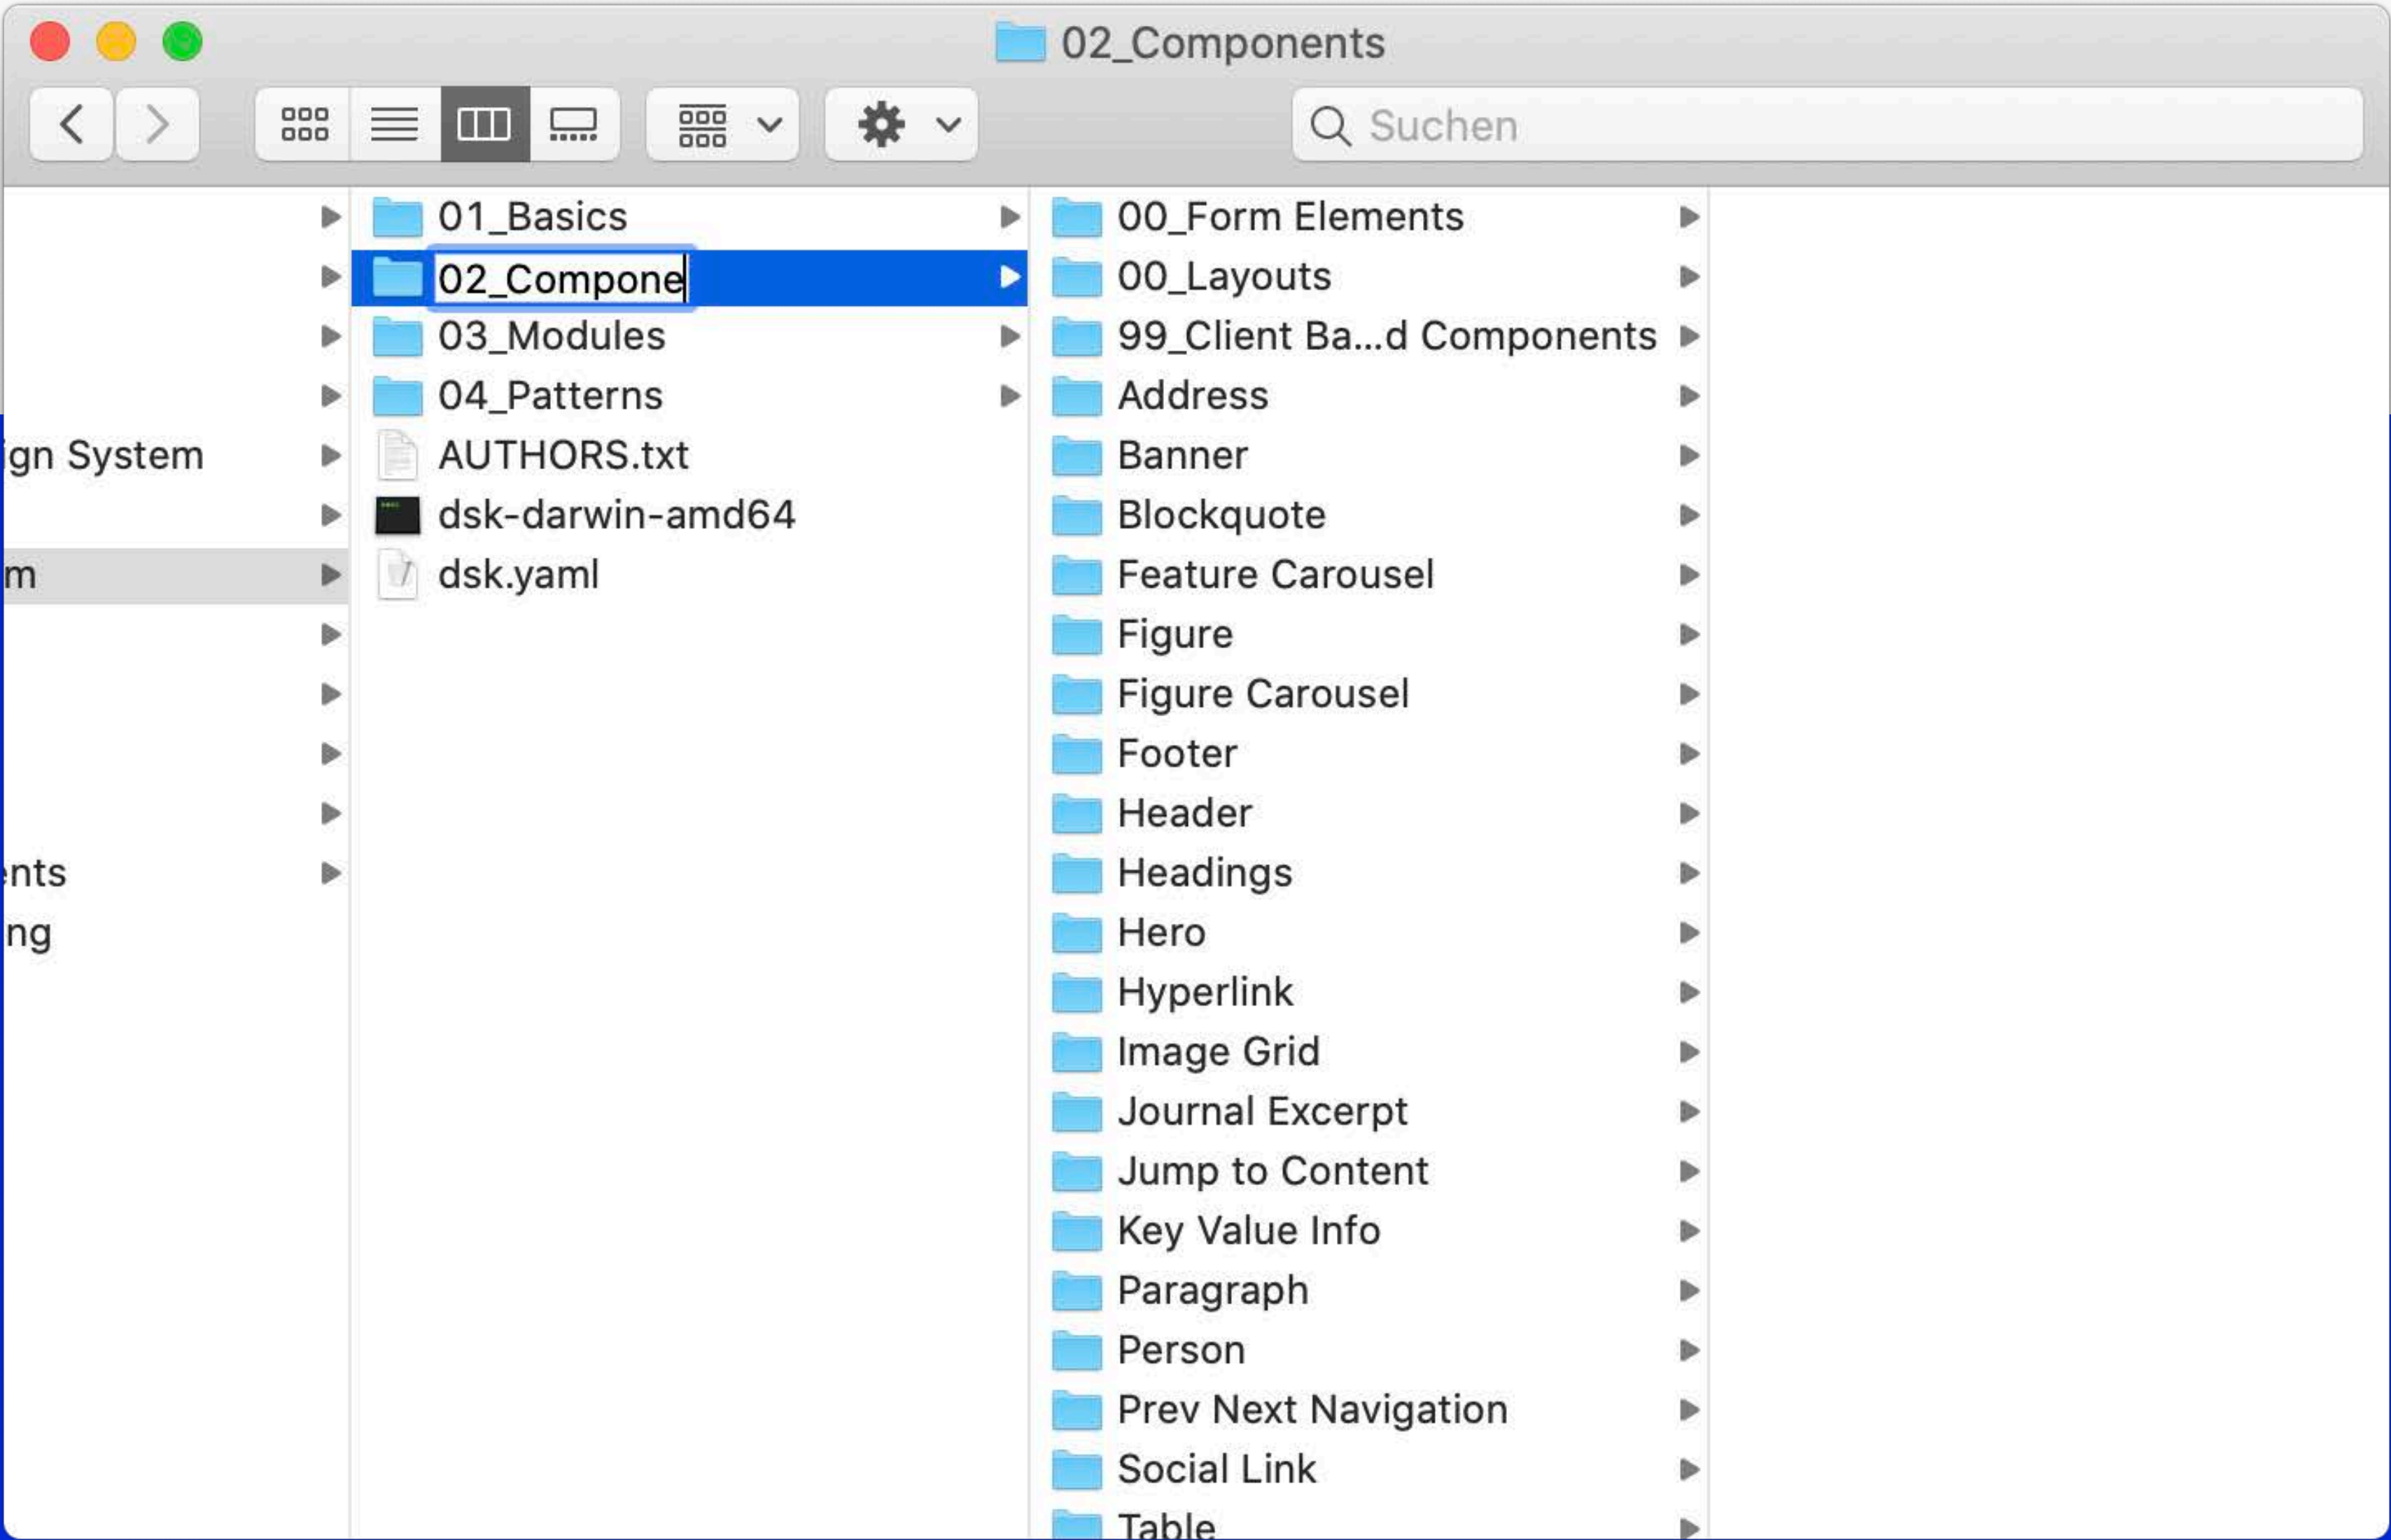 02_Components
Suchen
ign System
m
ents
ng
01_Basics
02_Compone
03_Modules
04_Patterns
AUTHORS.txt
dsk-darwin-amd64
dsk.yaml
00_Form Elements
00_Layouts
99_Client Ba...d Components
Address
Banner
Blockquote
Feature Carousel
Figure
Figure Carousel
Footer
Header
Headings
Hero
Hyperlink
Image Grid
Journal Excerpt
Jump to Content
Key Value Info
Paragraph
Person
Prev Next Navigation
Social Link
Table